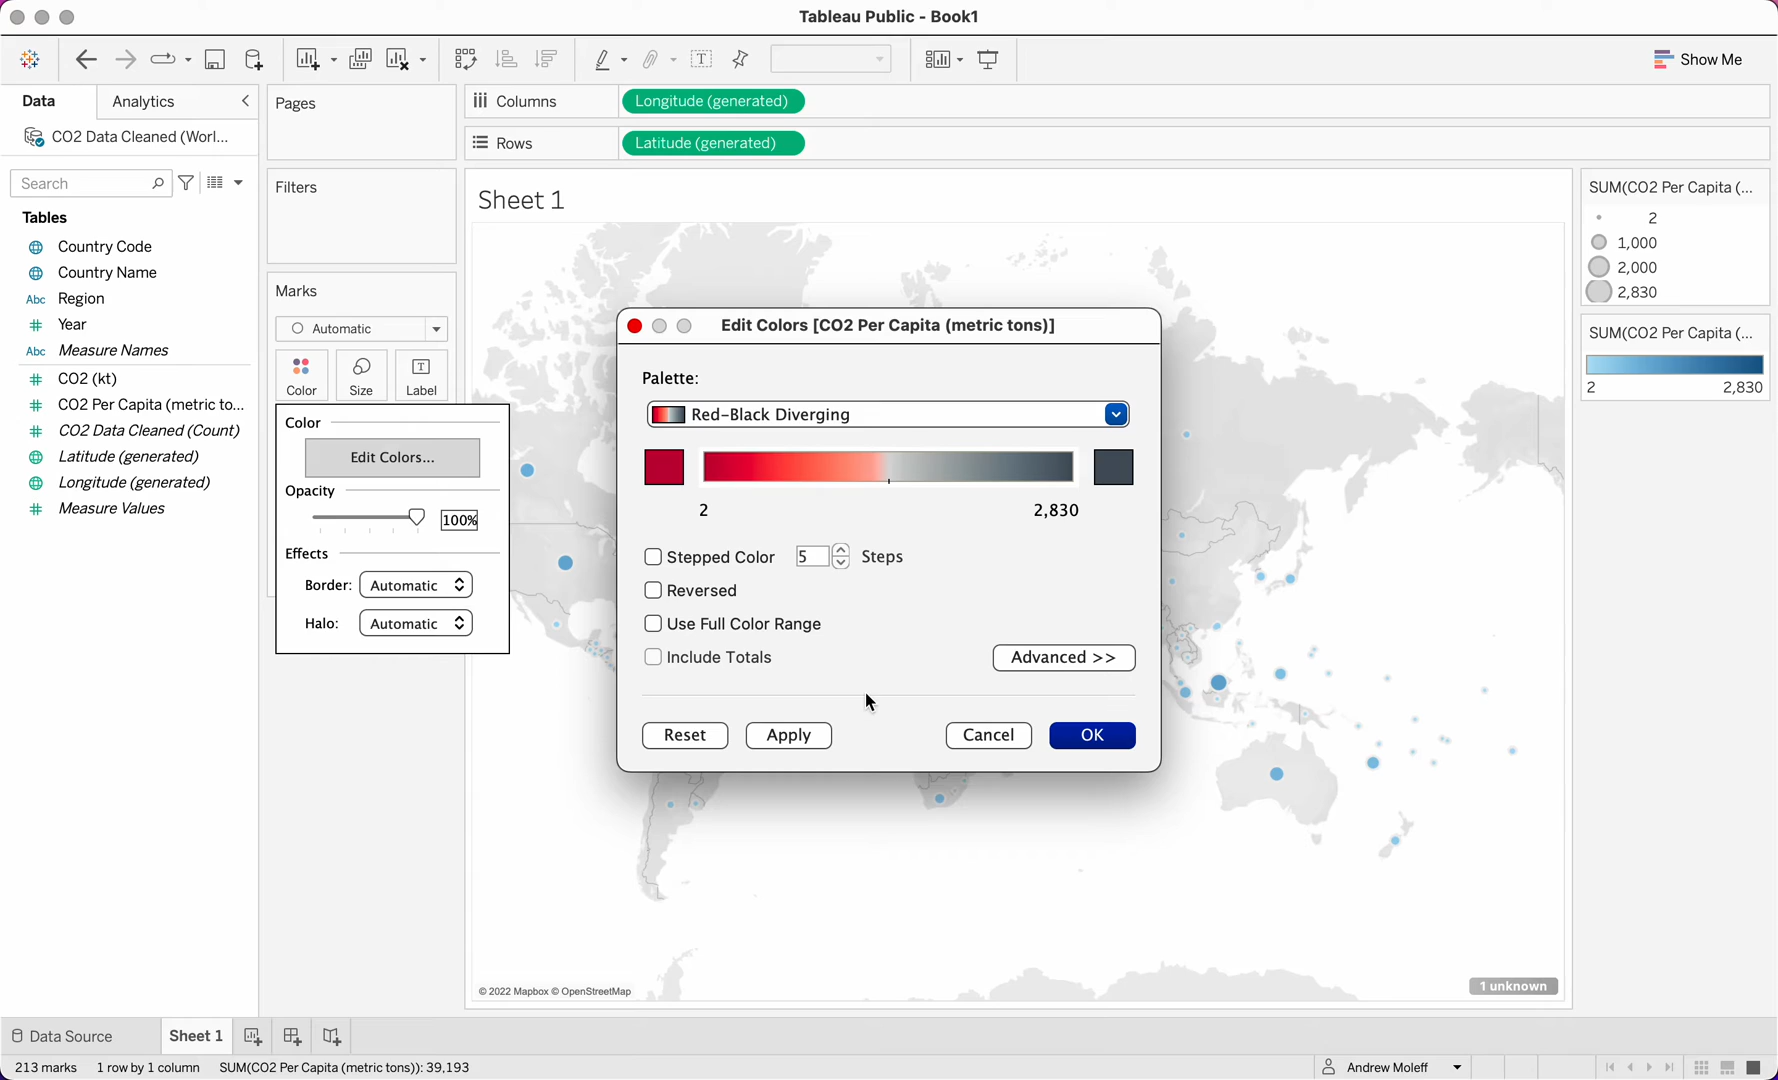 Tableau Public - Book1
Show Me
Data
Analytics
Pages
Columns
Longitude (generated)
CO2 Data Cleaned (Worl...
Rows
Latitude (generated)
Search
Filters
Sheet 1
SUM(CO2 Per Capita (...
2
1,000
2,000
2,830
Tables
Country Code
Country Name
Abc Region
Year
Abc Measure Names
CO2 (kt)
CO2 Per Capita (metric to...
CO2 Data Cleaned (Count)
Latitude (generated)
Longitude (generated)
Measure Values
Marks
Automatic
Color
Size
Label
SUM(CO2 Per Capita (...
2
2,830
Color
Edit Colors...
Opacity
100%
Effects
Border: Automatic
Halo: Automatic
Edit Colors [CO2 Per Capita (metric tons)]
Palette:
Red-Black Diverging
2
2,830
Stepped Color
5
Steps
Reversed
Use Full Color Range
Include Totals
Advanced >>
Reset
Apply
Cancel
OK
© 2022 Mapbox © OpenStreetMap
1 unknown
Data Source
Sheet 1
213 marks
1 row by 1 column
SUM(CO2 Per Capita (metric tons)): 39,193
Andrew Moleff